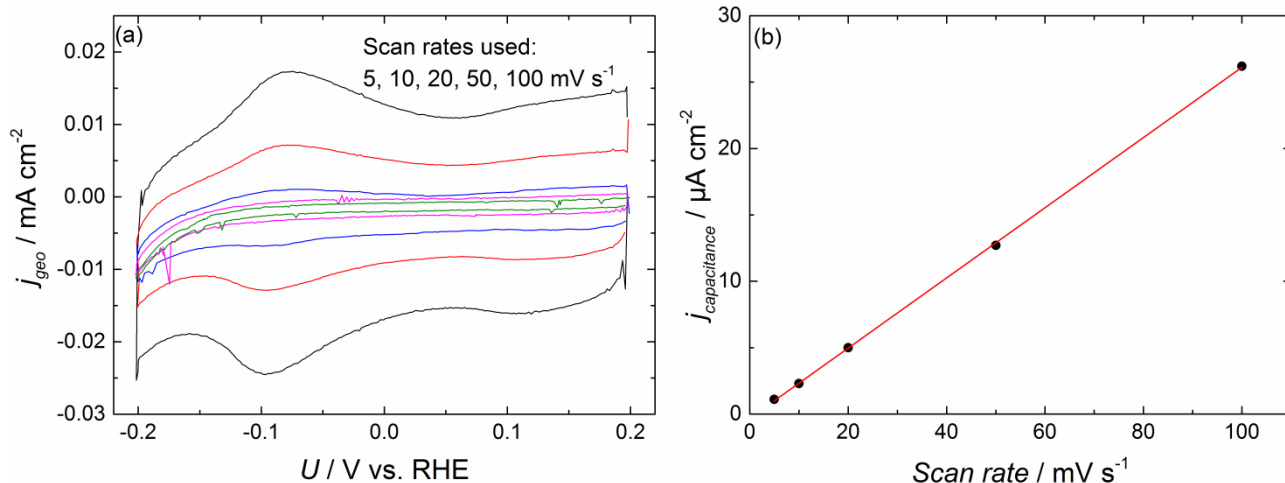 (a)
Scan rates used:
5, 10, 20, 50, 100 mV s⁻¹
0.02
0.01
0.00
-0.01
-0.02
-0.03
j_geo / mA cm⁻²
-0.2 -0.1 0.0 0.1 0.2
U / V vs. RHE
(b)
30
20
10
0
j_capacitance / µA cm⁻²
0 20 40 60 80 100
Scan rate / mV s⁻¹